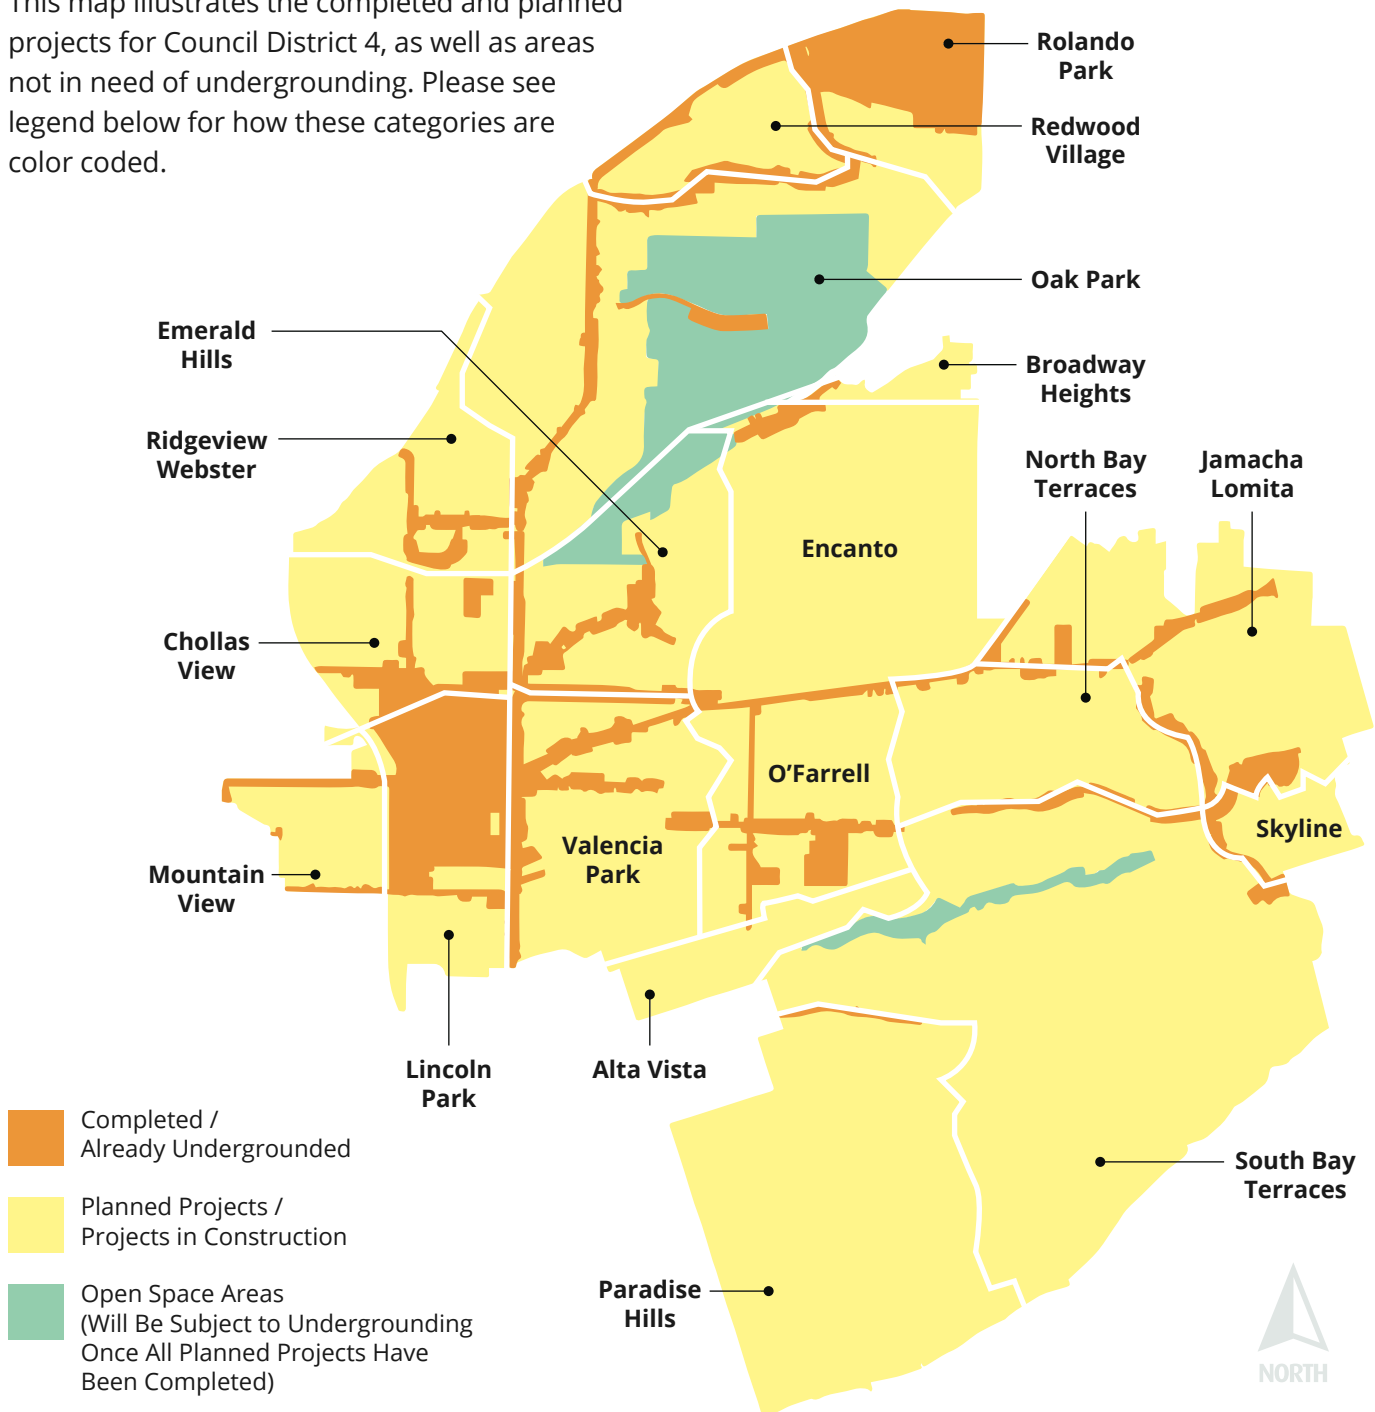 This map illustrates the completed and planned
projects for Council District 4, as well as areas
not in need of undergrounding. Please see
legend below for how these categories are
color coded.
Rolando
Park
Redwood
Village
Oak Park
Emerald
Hills
Broadway
Heights
Ridgeview
Webster
North Bay
Terraces
Jamacha
Lomita
Encanto
Chollas
View
O’Farrell
Skyline
Valencia
Park
Mountain
View
Lincoln
Park
Alta Vista
Completed /
Already Undergrounded
South Bay
Terraces
Planned Projects /
Projects in Construction
Paradise
Hills
Open Space Areas
(Will Be Subject to Undergrounding
Once All Planned Projects Have
Been Completed)
NORTH